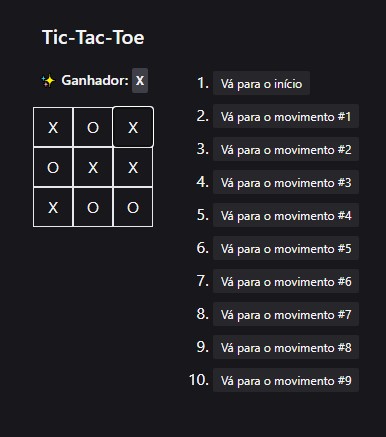 Tic-Tac-Toe
✨ Ganhador: X
X O X
O X X
X O O
1. Vá para o início
2. Vá para o movimento #1
3. Vá para o movimento #2
4. Vá para o movimento #3
5. Vá para o movimento #4
6. Vá para o movimento #5
7. Vá para o movimento #6
8. Vá para o movimento #7
9. Vá para o movimento #8
10. Vá para o movimento #9